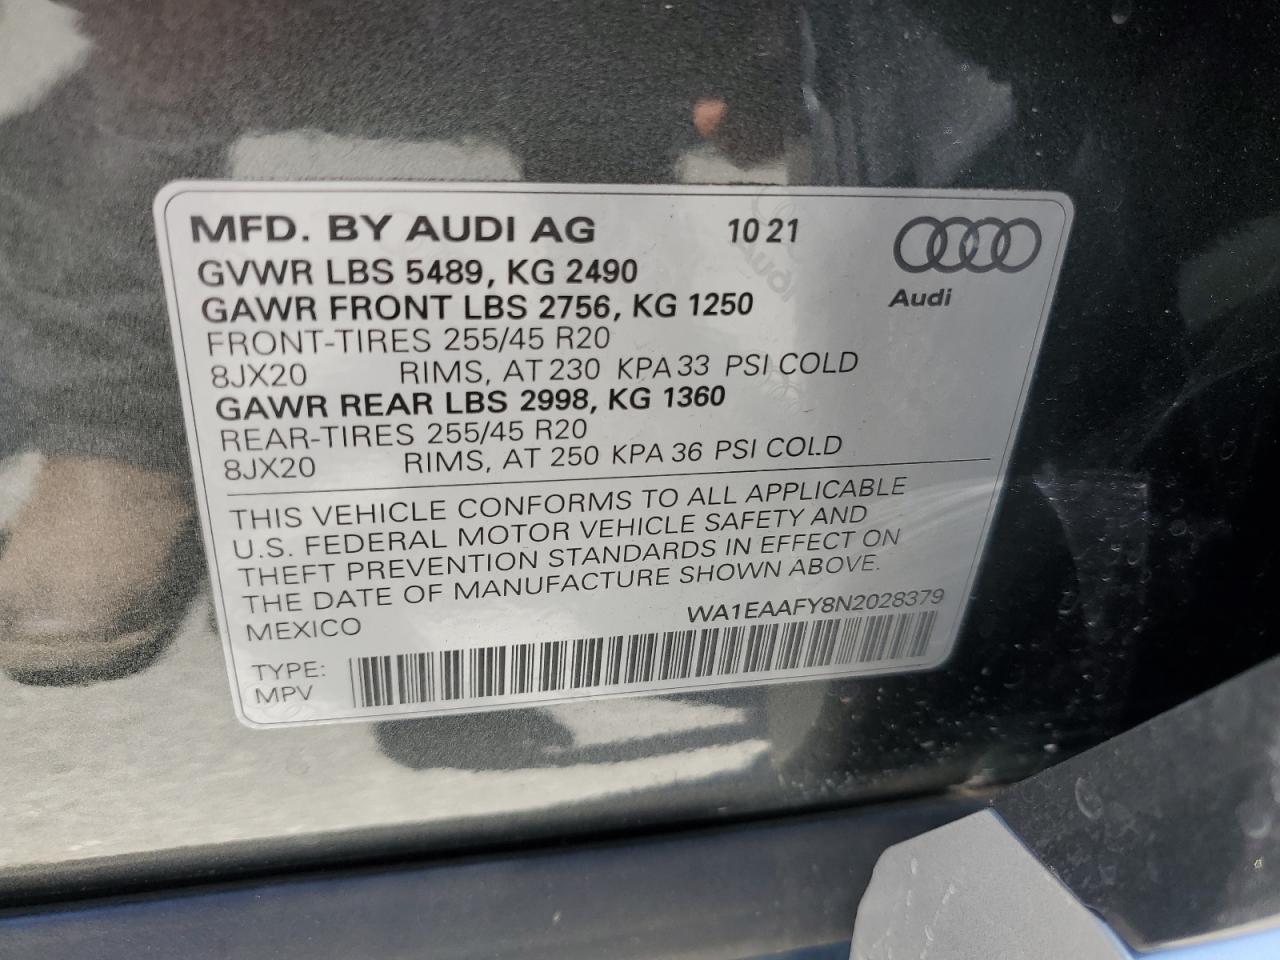 MFD. BY AUDI AG 10 21
Audi
GVWR LBS 5489, KG 2490
GAWR FRONT LBS 2756, KG 1250
FRONT-TIRES 255/45 R20
8JX20 RIMS, AT 230 KPA 33 PSI COLD
GAWR REAR LBS 2998, KG 1360
REAR-TIRES 255/45 R20
8JX20 RIMS, AT 250 KPA 36 PSI COLD
THIS VEHICLE CONFORMS TO ALL APPLICABLE
U.S. FEDERAL MOTOR VEHICLE SAFETY AND
THEFT PREVENTION STANDARDS IN EFFECT ON
THE DATE OF MANUFACTURE SHOWN ABOVE.
MEXICO WA1EAAFY8N2028379
TYPE:
MPV